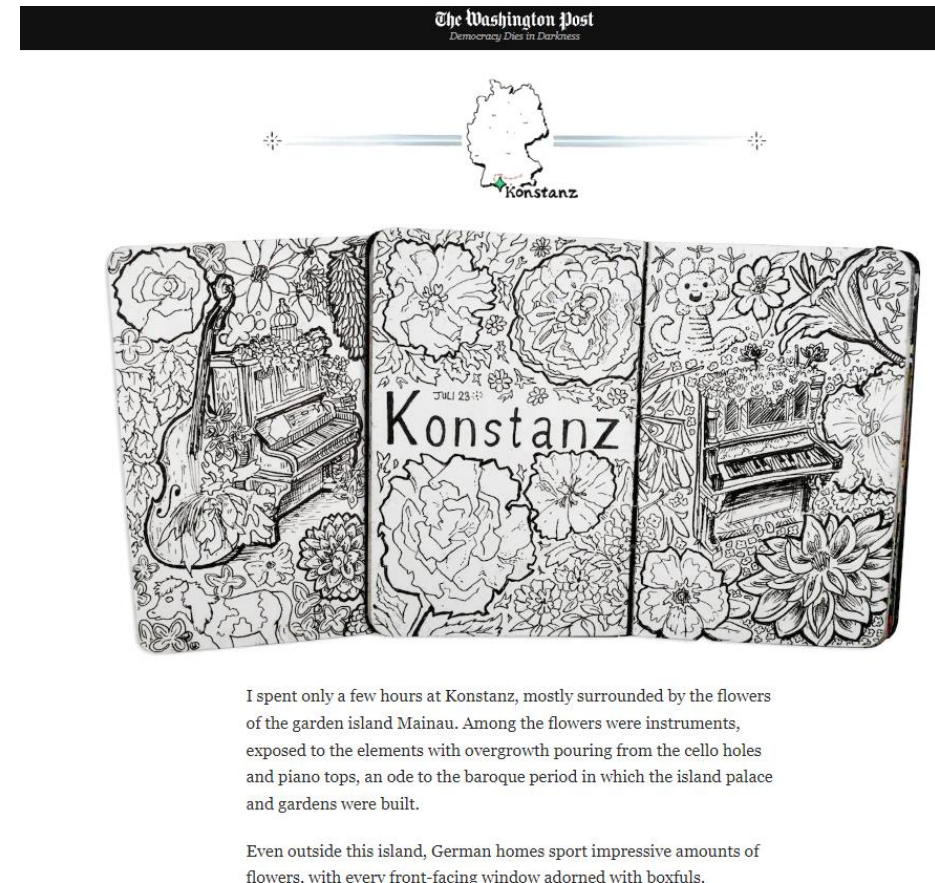 The Washington Post
Democracy Dies in Darkness
Konstanz
JULI 23
Konstanz
I spent only a few hours at Konstanz, mostly surrounded by the flowers
of the garden island Mainau. Among the flowers were instruments,
exposed to the elements with overgrowth pouring from the cello holes
and piano tops, an ode to the baroque period in which the island palace
and gardens were built.
Even outside this island, German homes sport impressive amounts of
flowers, with every front-facing window adorned with boxfuls.